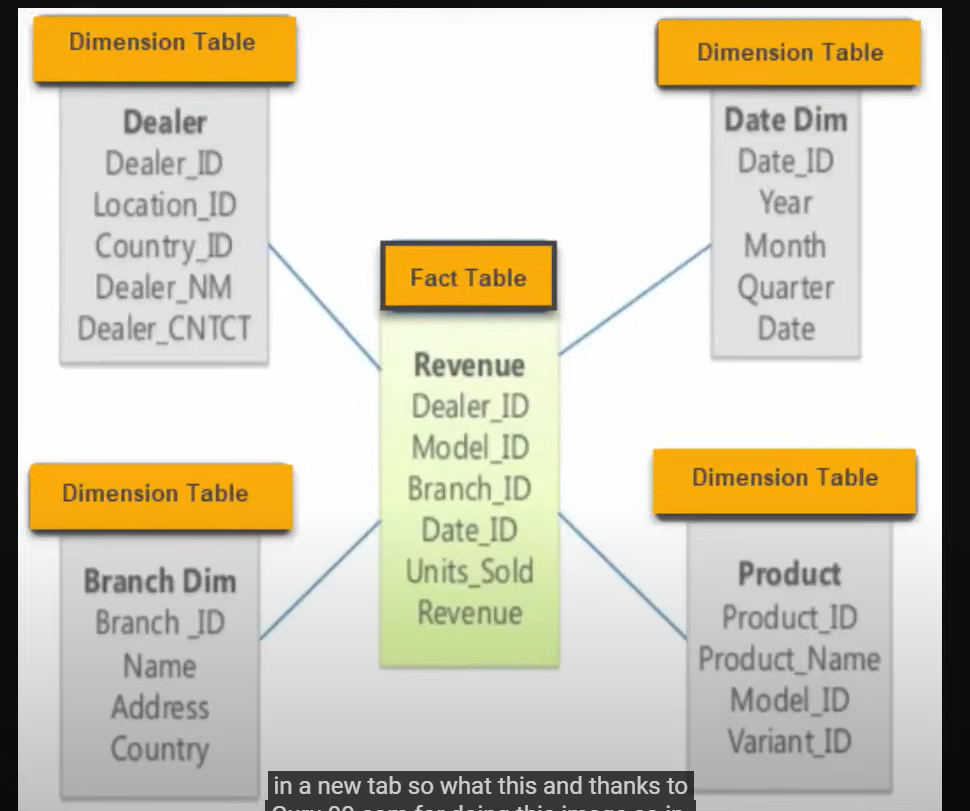 Dimension Table
Dealer
Dealer_ID
Location_ID
Country_ID
Dealer_NM
Dealer_CNTCT
Dimension Table
Date Dim
Date_ID
Year
Month
Quarter
Date
Fact Table
Revenue
Dealer_ID
Model_ID
Branch_ID
Date_ID
Units_Sold
Revenue
Dimension Table
Branch Dim
Branch _ID
Name
Address
Country
Dimension Table
Product
Product_ID
Product_Name
Model_ID
Variant_ID
in a new tab so what this and thanks to